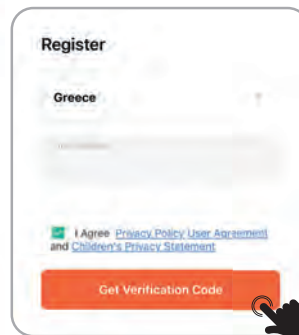 Register
Greece
I Agree Privacy Policy User Agreement
and Children's Privacy Statement
Get Verification Code